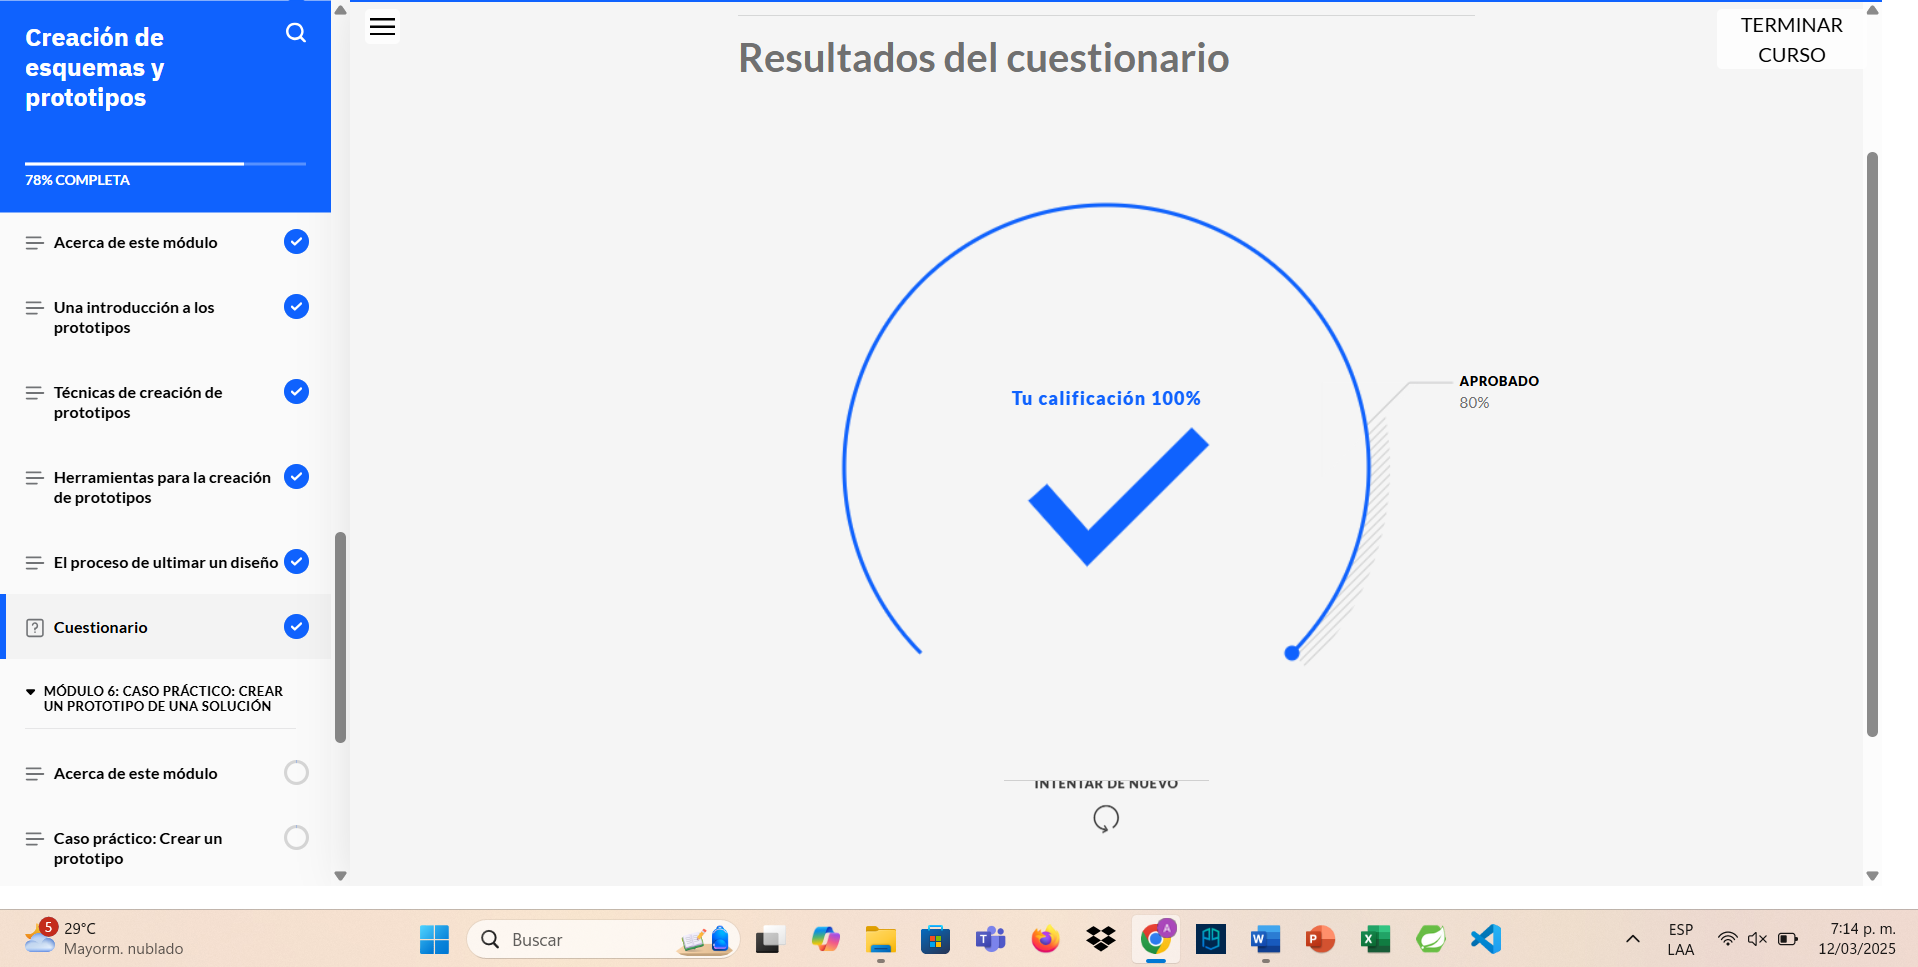 Creación de
esquemas y
prototipos
78% COMPLETA
Acerca de este módulo
Una introducción a los
prototipos
Técnicas de creación de
prototipos
Herramientas para la creación
de prototipos
El proceso de ultimar un diseño
Cuestionario
MÓDULO 6: CASO PRÁCTICO: CREAR
UN PROTOTIPO DE UNA SOLUCIÓN
Acerca de este módulo
Caso práctico: Crear un
prototipo
TERMINAR
CURSO
Resultados del cuestionario
Tu calificación 100%
APROBADO
80%
INTENTAR DE NUEVO
5
29°C
Mayorm. nublado
Buscar
A
ESP
LAA
7:14 p. m.
12/03/2025